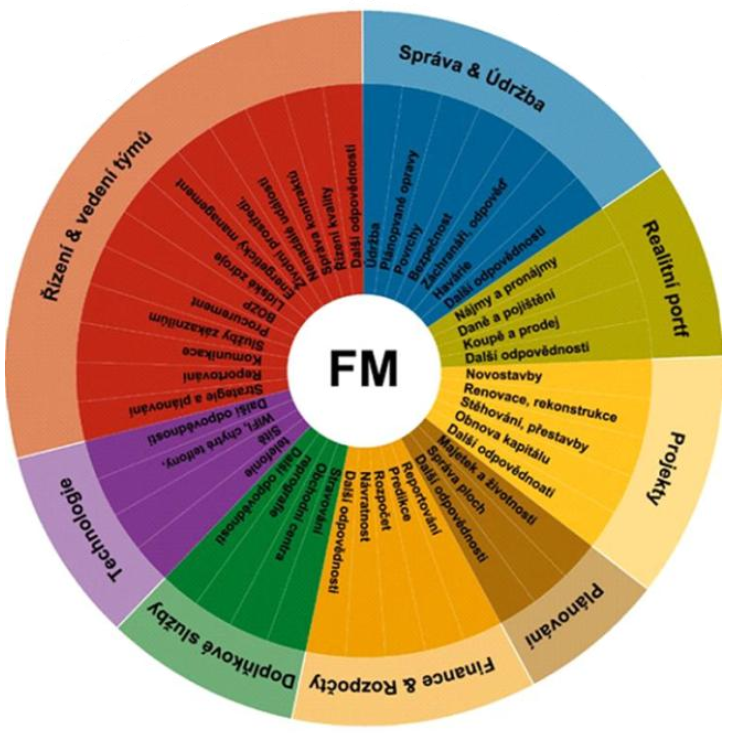 FM
Správa & Údržba
Údržba
Plánopvané opravy
Povrchy
Bezpečnost
Záchranáři, odpověď
Havárie
Další odpovědnosti
Realitní portf
Nájmy a pronájmy
Daně a pojištění
Koupě a prodej
Další odpovědnosti
Projekty
Novostavby
Renovace, rekonstrukce
Stěhování, přestavby
Obnova kapitálu
Další odpovědnoati
Plánování
Majetek a životnosti
Správa ploch
Další odpovědnosti
Finance & Rozpočty
Reportování
Predikce
Rozpočet
Návratnost
Další odpovědnosti
Doplňkové služby
Stravování
Obchodní centra
reprografie
Další odpovědnosti
Technologie
telefonie
Sítě
WiFi, chytré telfony,
Další odpovědnosti
Řízení & vedení týmů
Strategie a plánování
Reportování
Komunikace
Služby zákazníkům
Procurement
BOZP
Lidské zdroje
Energetický management
Životní prostředí,
Nenadálé události
Správa kontraktů
Řízení kvality
Další odpovědnosti